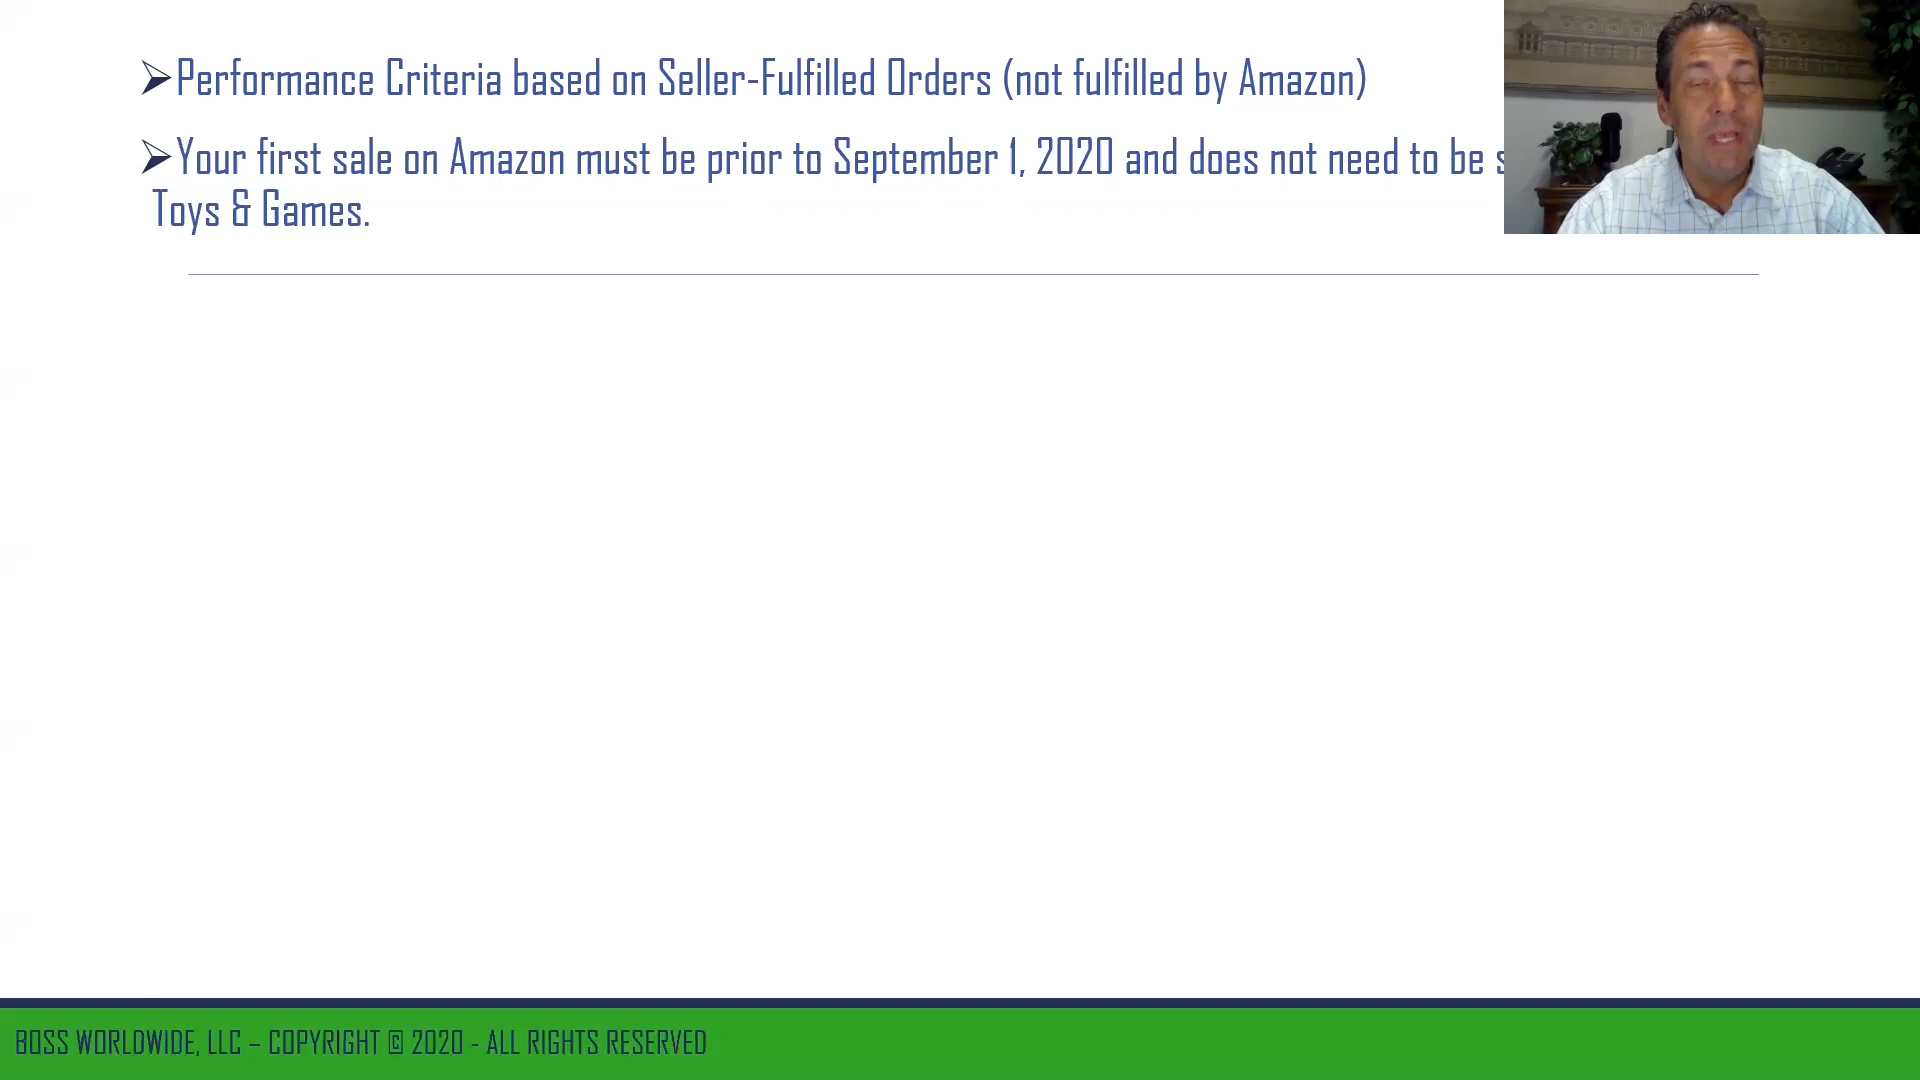 Performance Criteria based on Seller-Fulfilled Orders (not fulfilled by Amazon)
Your first sale on Amazon must be prior to September 1, 2020 and does not need to be
Toys & Games.
BOSS WORLDWIDE, LLC – COPYRIGHT © 2020 - ALL RIGHTS RESERVED